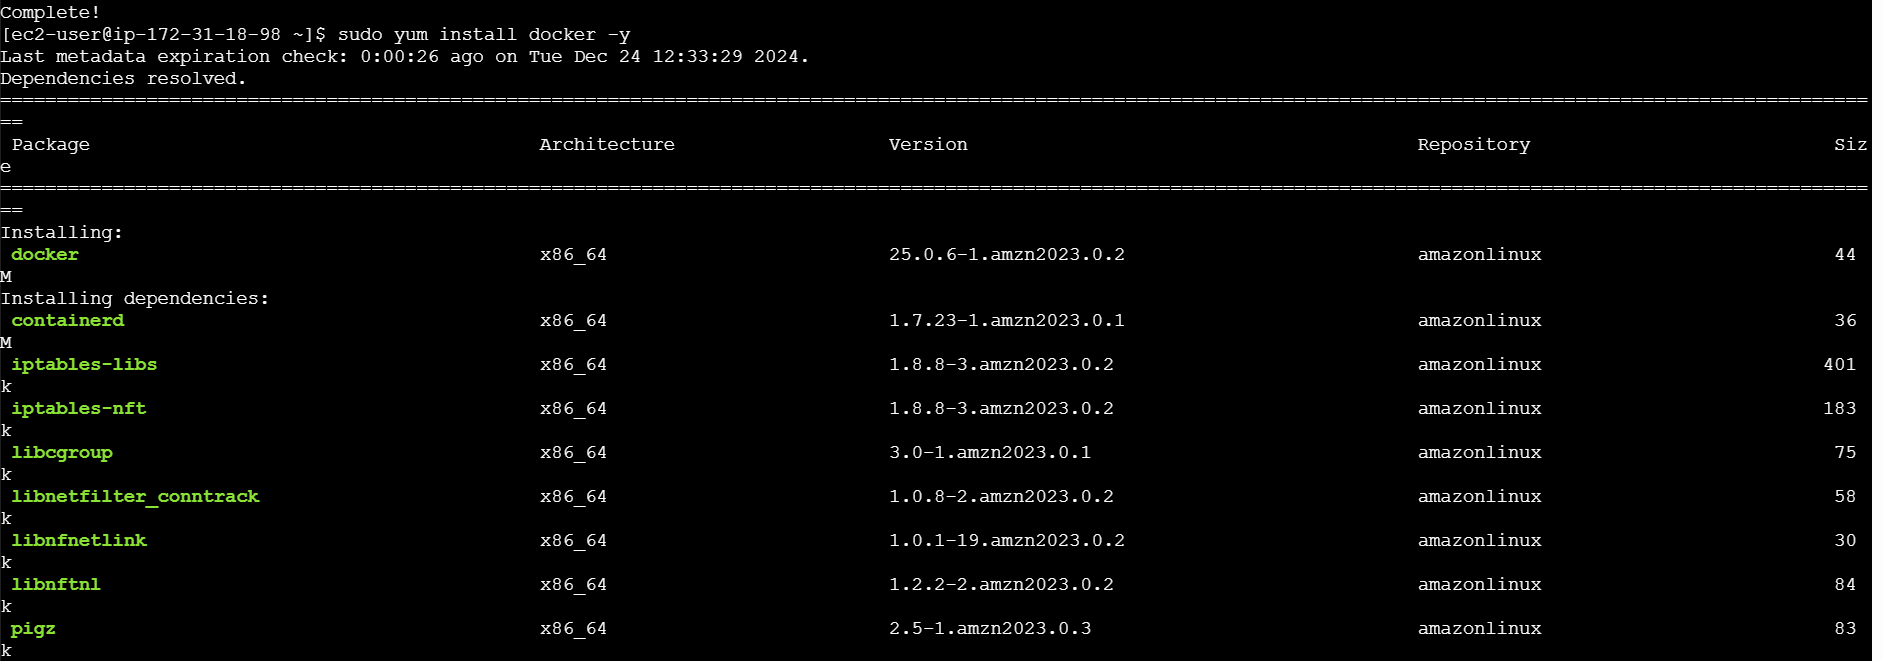 Complete!
[ec2-user@ip-172-31-18-98 ~]$ sudo yum install docker -y
Last metadata expiration check: 0:00:26 ago on Tue Dec 24 12:33:29 2024.
Dependencies resolved.
======================================================================================================================================================================
==
 Package                                        Architecture                   Version                                        Repository                           Siz
e
======================================================================================================================================================================
==
Installing:
 docker                                         x86_64                         25.0.6-1.amzn2023.0.2                          amazonlinux                          44
M
Installing dependencies:
 containerd                                     x86_64                         1.7.23-1.amzn2023.0.1                          amazonlinux                          36
M
 iptables-libs                                  x86_64                         1.8.8-3.amzn2023.0.2                           amazonlinux                         401
k
 iptables-nft                                   x86_64                         1.8.8-3.amzn2023.0.2                           amazonlinux                         183
k
 libcgroup                                      x86_64                         3.0-1.amzn2023.0.1                             amazonlinux                          75
k
 libnetfilter_conntrack                         x86_64                         1.0.8-2.amzn2023.0.2                           amazonlinux                          58
k
 libnfnetlink                                   x86_64                         1.0.1-19.amzn2023.0.2                          amazonlinux                          30
k
 libnftnl                                       x86_64                         1.2.2-2.amzn2023.0.2                           amazonlinux                          84
k
 pigz                                           x86_64                         2.5-1.amzn2023.0.3                             amazonlinux                          83
k